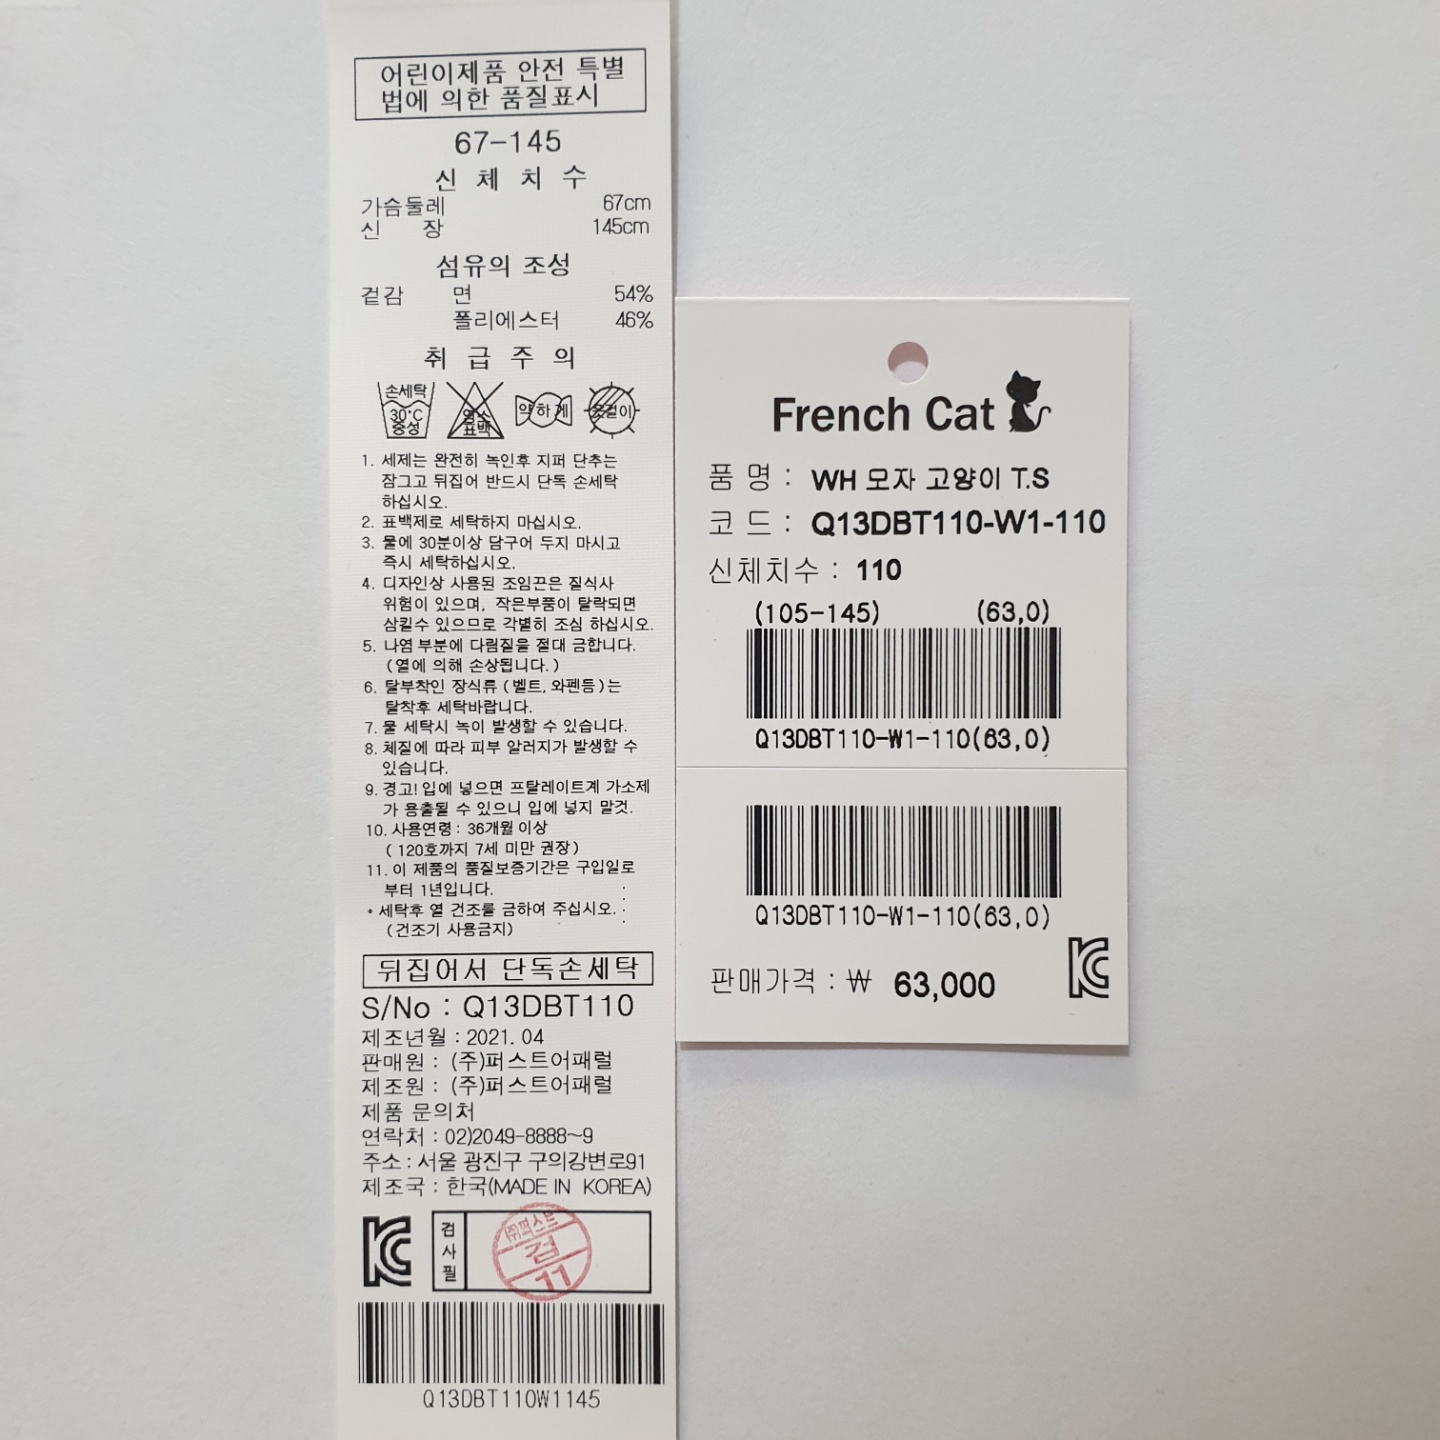 어린이제품 안전 특별
법에 의한 품질표시
67-145
신 체 치 수
가슴둘레 67cm
신 장 145cm
섬유의 조성
겉감 면 54%
폴리에스터 46%
취 급 주 의
손세탁
30°C
중성
염소
표백
약하게
옷걸이
1. 세제는 완전히 녹인후 지퍼 단추는
잠그고 뒤집어 반드시 단독 손세탁
하십시오.
2. 표백제로 세탁하지 마십시오.
3. 물에 30분이상 담구어 두지 마시고
즉시 세탁하십시오.
4. 디자인상 사용된 조임끈은 질식사
위험이 있으며, 작은부품이 탈락되면
삼킬수 있으므로 각별히 조심 하십시오.
5. 나염 부분에 다림질을 절대 금합니다.
(열에 의해 손상됩니다.)
6. 탈부착인 장식류 (벨트, 와펜등)는
탈착후 세탁바랍니다.
7. 물 세탁시 녹이 발생할 수 있습니다.
8. 체질에 따라 피부 알러지가 발생할 수
있습니다.
9. 경고! 입에 넣으면 프탈레이트계 가소제
가 용출될 수 있으니 입에 넣지 말것.
10. 사용연령 : 36개월 이상
( 120호까지 7세 미만 권장)
11. 이 제품의 품질보증기간은 구입일로
부터 1년입니다.
* 세탁후 열 건조를 금하여 주십시오.
(건조기 사용금지)
뒤집어서 단독손세탁
S/No : Q13DBT110
제조년월 : 2021. 04
판매원 : (주)퍼스트어패럴
제조원 : (주)퍼스트어패럴
제품 문의처
연락처 : 02)2049-8888~9
주소 : 서울 광진구 구의강변로91
제조국 : 한국(MADE IN KOREA)
KC
검사필
㈜퍼스트
검
11
Q13DBT110W1145
French Cat
품 명 : WH 모자 고양이 T.S
코 드 : Q13DBT110-W1-110
신체치수 : 110
(105-145) (63,0)
Q13DBT110-W1-110(63,0)
Q13DBT110-W1-110(63,0)
판매가격 : ₩ 63,000
KC